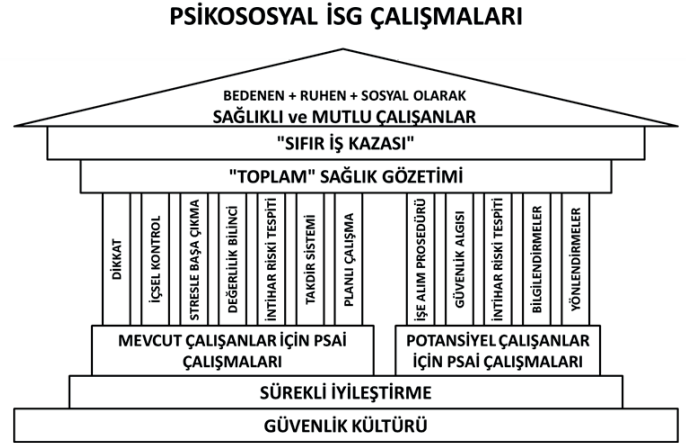 PSİKOSOSYAL İSG ÇALIŞMALARI
BEDENEN + RUHEN + SOSYAL OLARAK
SAĞLIKLI ve MUTLU ÇALIŞANLAR
"SIFIR İŞ KAZASI"
"TOPLAM" SAĞLIK GÖZETİMİ
DİKKAT
İÇSEL KONTROL
STRESLE BAŞA ÇIKMA
DEĞERLİLİK BİLİNCİ
İNTİHAR RİSKİ TESPİTİ
TAKDİR SİSTEMİ
PLANLI ÇALIŞMA
İŞE ALIM PROSEDÜRÜ
GÜVENLİK ALGISI
İNTİHAR RİSKİ TESPİTİ
BİLGİLENDİRMELER
YÖNLENDİRMELER
MEVCUT ÇALIŞANLAR İÇİN PSAİ
ÇALIŞMALARI
POTANSİYEL ÇALIŞANLAR
İÇİN PSAİ ÇALIŞMALARI
SÜREKLİ İYİLEŞTİRME
GÜVENLİK KÜLTÜRÜ